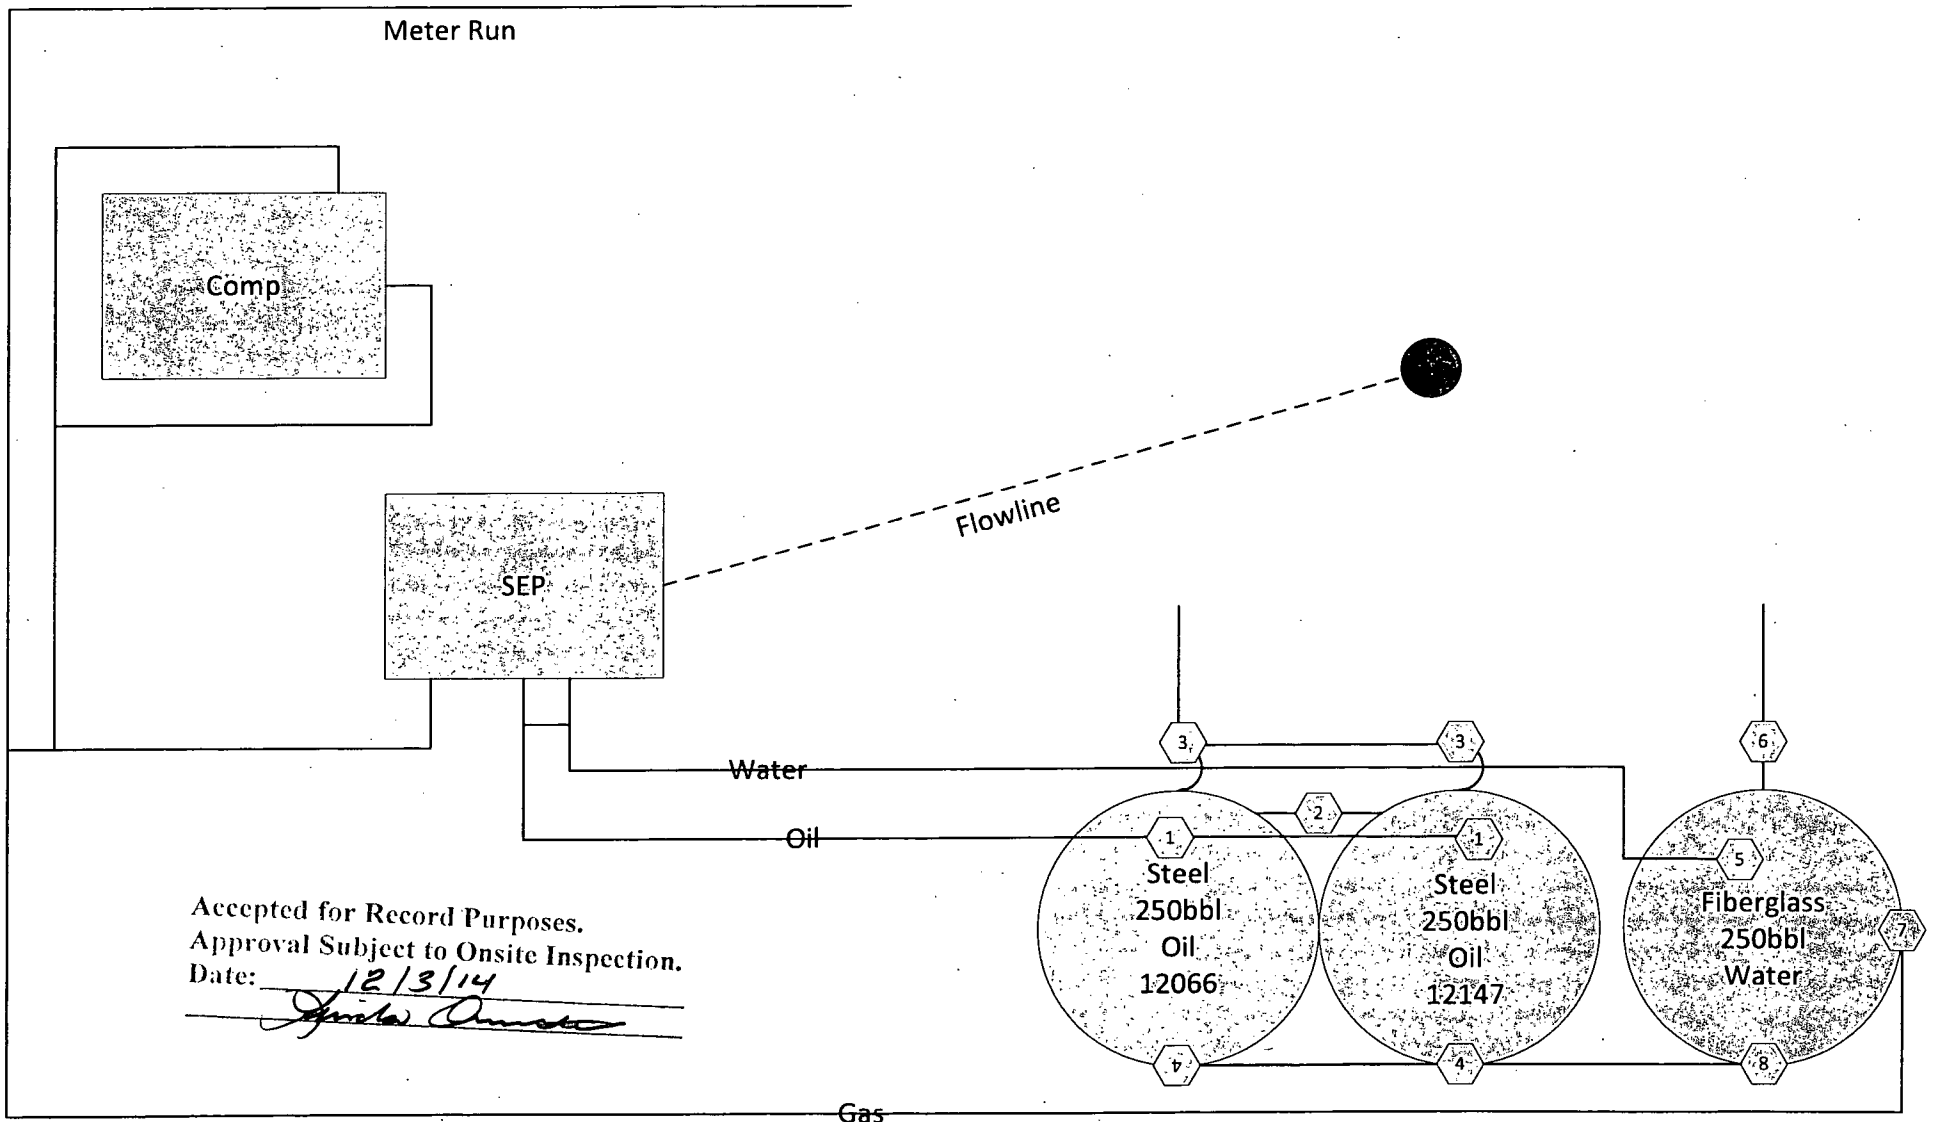 Meter Run
Comp
Flowline
SEP
3
3
6
Water
2
Oil
1
1
5
Steel
250bbl
Oil
12066
Steel
250bbl
Oil
12147
Fiberglass
250bbl
Water
7
Accepted for Record Purposes.
Approval Subject to Onsite Inspection.
Date: 12/3/14
4
4
8
Gas